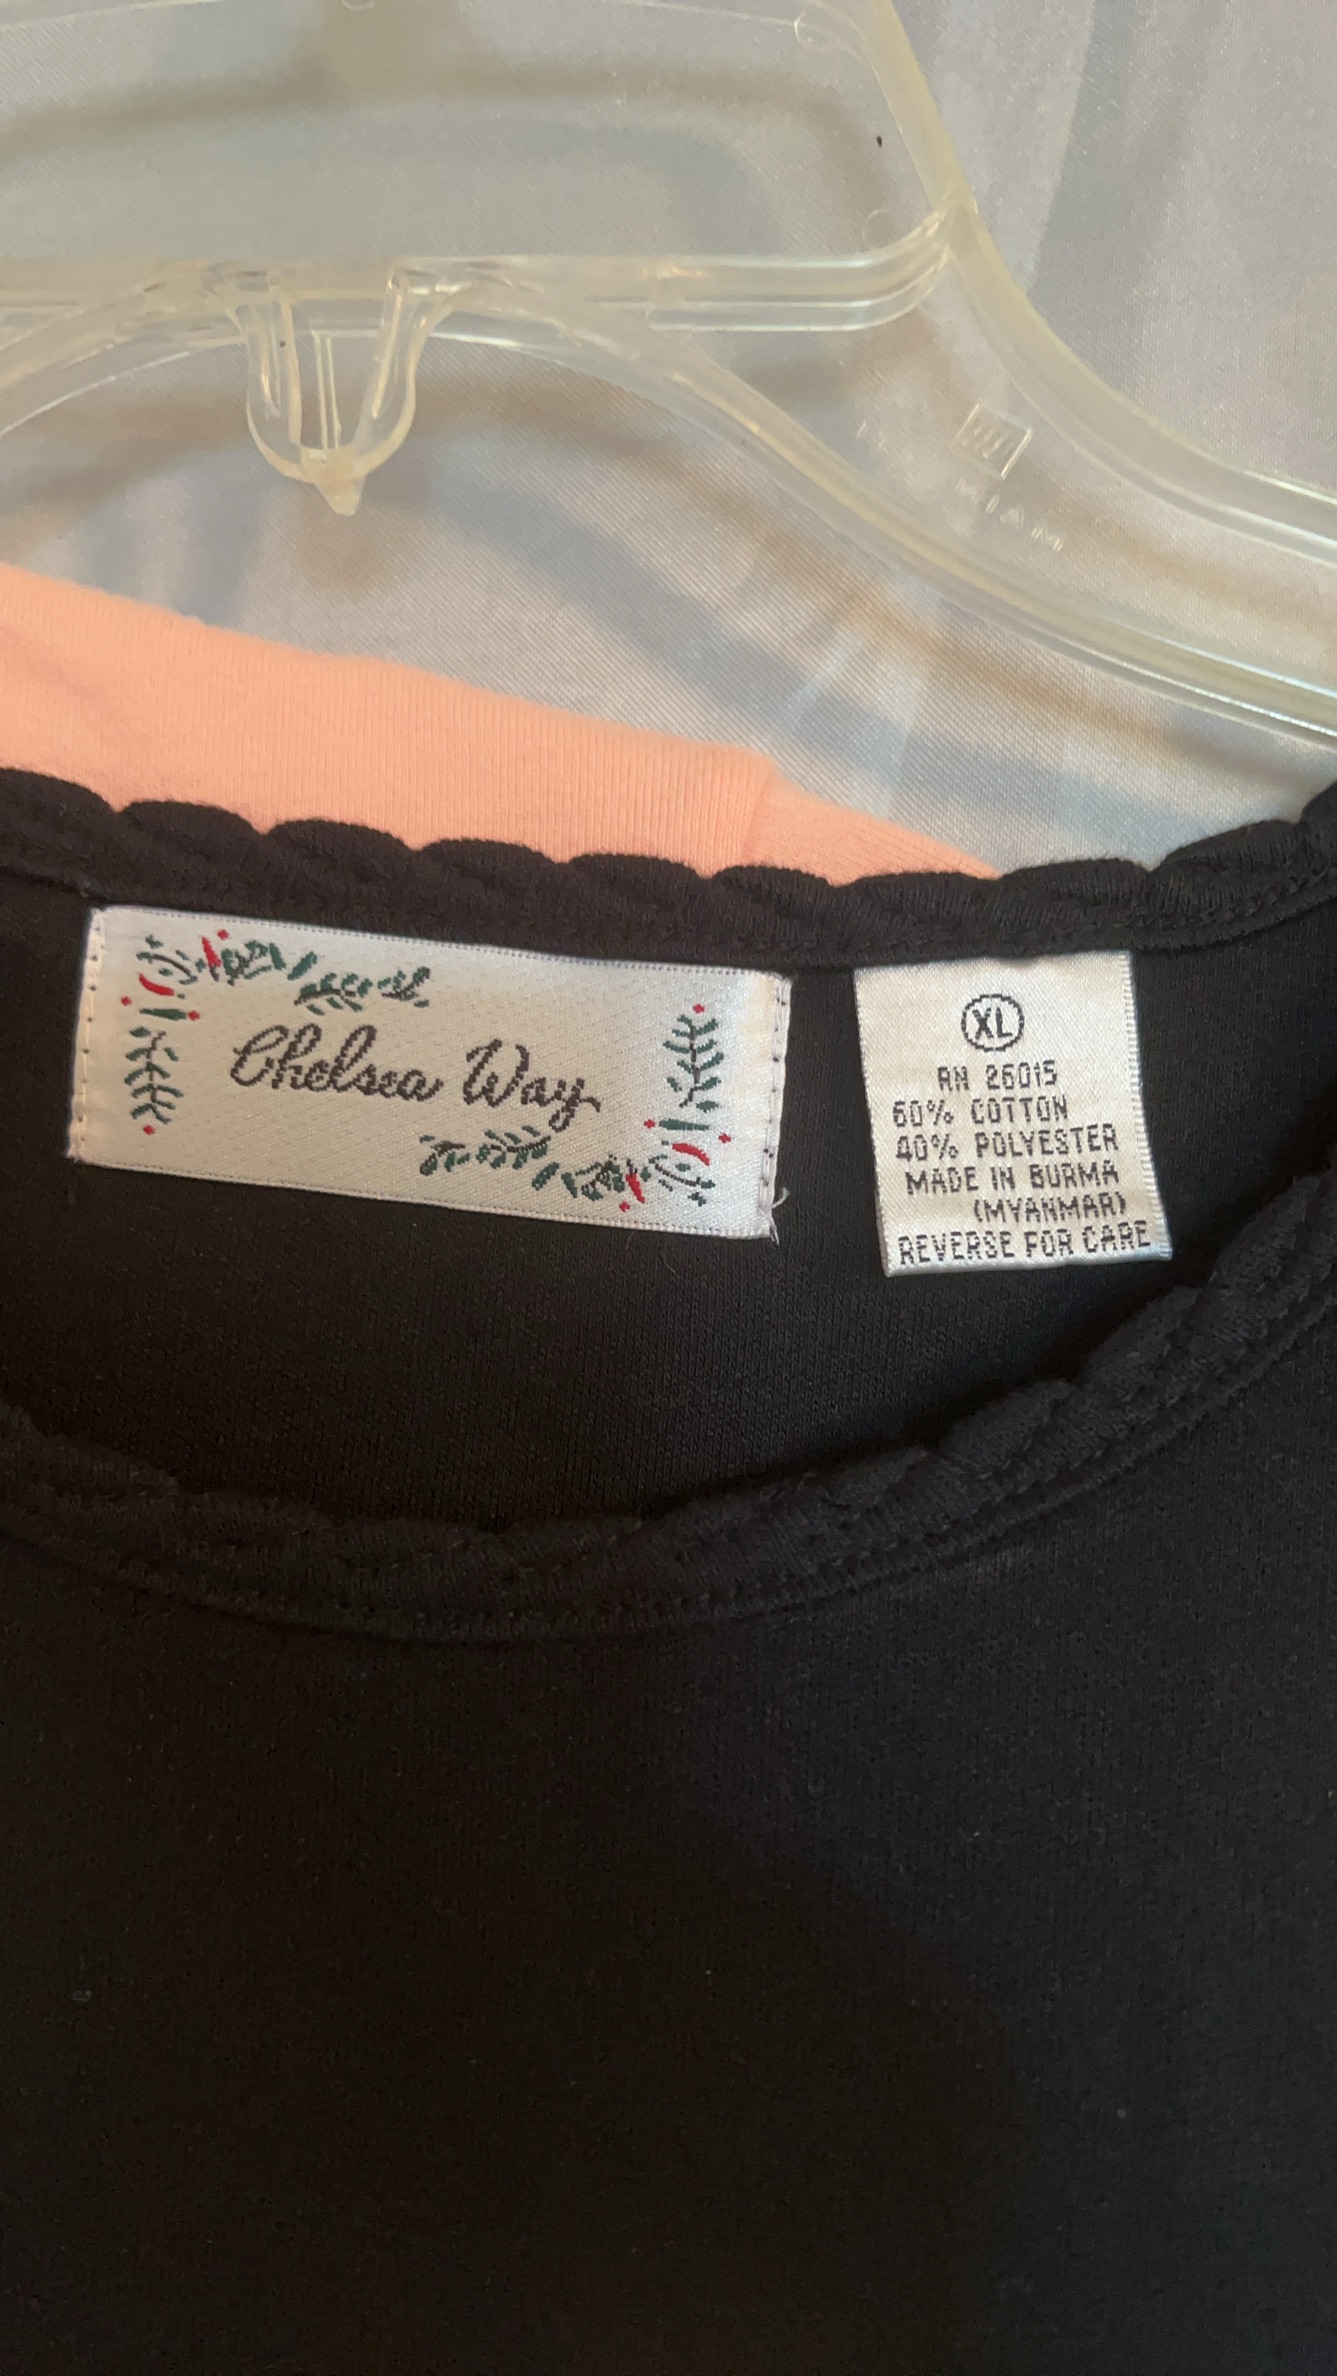 Chelsea Way
XL
RN 26015
60% COTTON
40% POLYESTER
MADE IN BURMA
(MYANMAR)
REVERSE FOR CARE